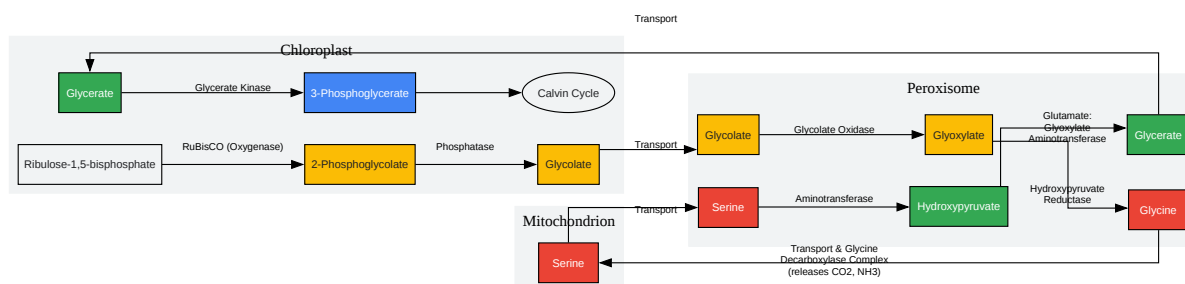 Transport
Chloroplast
Glycerate
Glycerate Kinase
3-Phosphoglycerate
Calvin Cycle
Ribulose-1,5-bisphosphate
RuBisCO (Oxygenase)
2-Phosphoglycolate
Phosphatase
Glycolate
Transport
Peroxisome
Glycolate
Glycolate Oxidase
Glyoxylate
Glutamate:
Glyoxylate
Aminotransferase
Glycerate
Transport
Serine
Aminotransferase
Hydroxypyruvate
Hydroxypyruvate
Reductase
Glycine
Mitochondrion
Serine
Transport & Glycine
Decarboxylase Complex
(releases CO2, NH3)